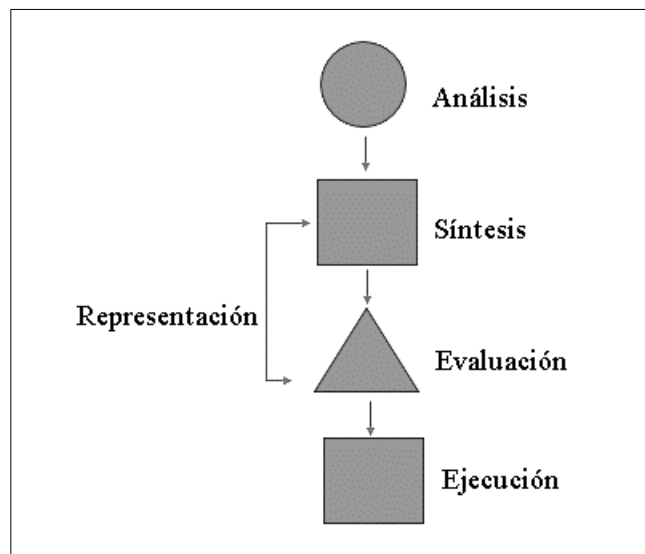 Análisis
Síntesis
Representación
Evaluación
Ejecución